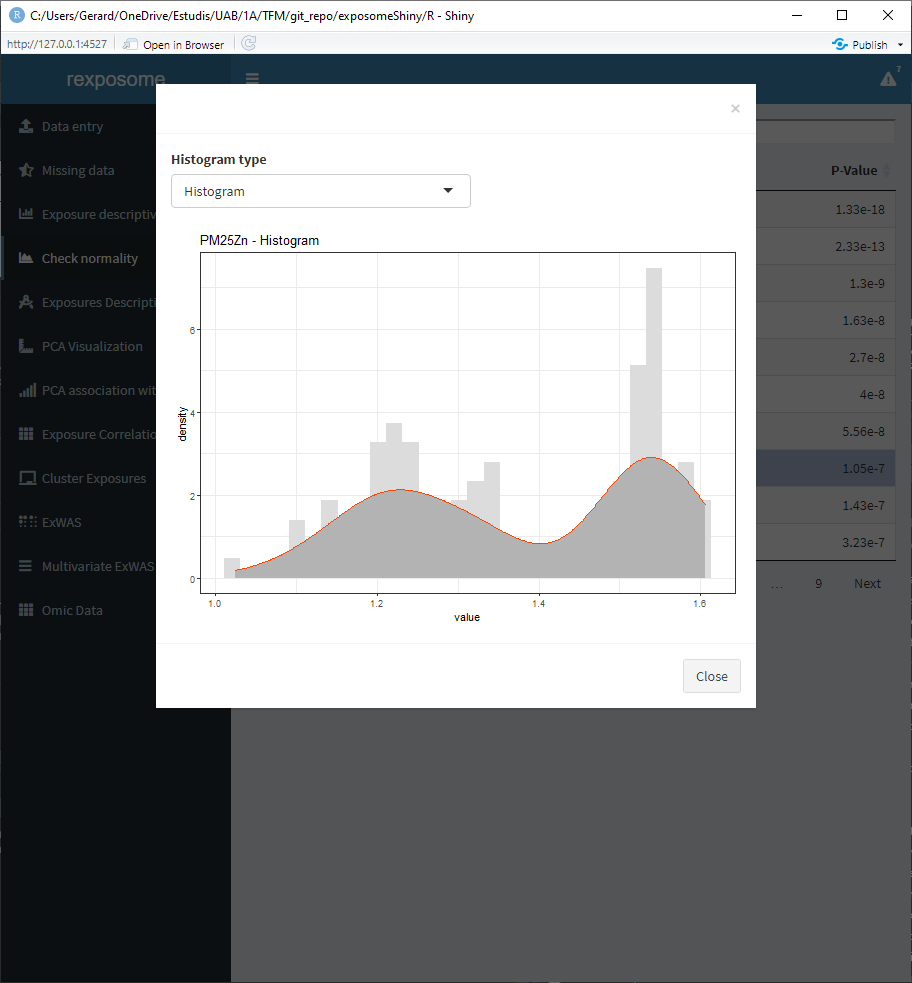 C:/Users/Gerard/OneDrive/Estudis/UAB/1A/TFM/git_repo/exposomeShiny/R - Shiny
http://127.0.0.1:4527 Open in Browser Publish
rexposome 7
×
Data entry
Histogram type
Missing data
P-Value
Histogram
Exposure descriptiv
1.33e-18
PM25Zn - Histogram
2.33e-13
Check normality
1.3e-9
Exposures Descripti
1.63e-8
6
PCA Visualization
2.7e-8
PCA association wit
4e-8
4
density
Exposure Correlatio
5.56e-8
Cluster Exposures
1.05e-7
2
ExWAS
1.43e-7
3.23e-7
Multivariate ExWAS
0
… 9 Next
1.0 1.2 1.4 1.6
Omic Data
value
Close